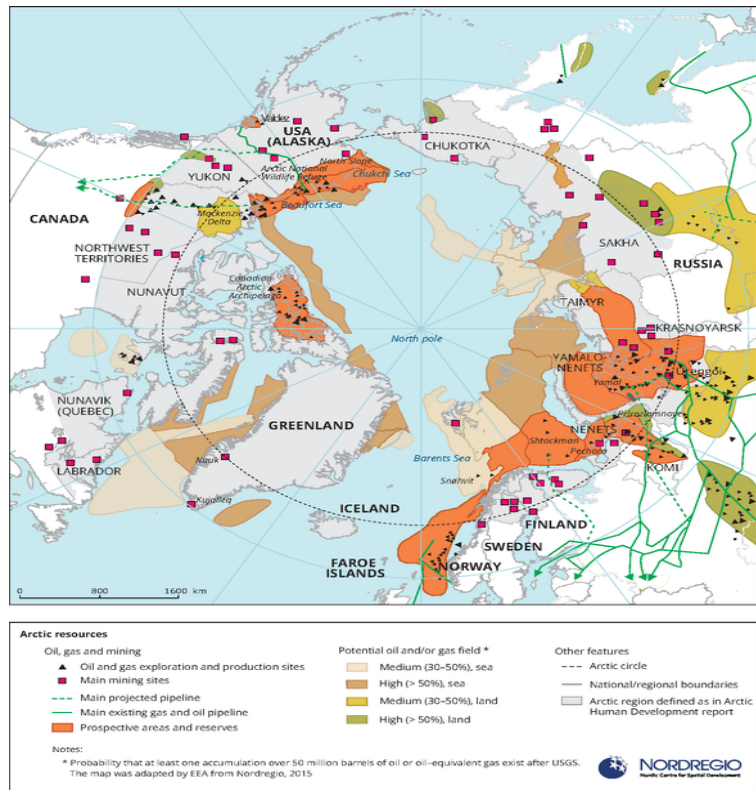 Valdez
USA
(ALASKA)
CHUKOTKA
North Slope
Chukchi Sea
Arctic National
Wildlife Refuge
YUKON
Beaufort Sea
Mackenzie
Delta
CANADA
NORTHWEST
TERRITORIES
SAKHA
RUSSIA
NUNAVUT
Canadian
Arctic
Archipelago
TAIMYR
North pole
KRASNOYARSK
YAMALO-
NENETS
Urengoi
Yamal
NUNAVIK
(QUEBEC)
Prirazlomnoye
GREENLAND
NENETS
Shtockman
Pechora
Barents Sea
KOMI
LABRADOR
Nuuk
Snøhvit
Kujalleq
ICELAND
FINLAND
SWEDEN
FAROE
ISLANDS
NORWAY
0 800 1600 km
Arctic resources
Oil, gas and mining
Oil and gas exploration and production sites
Main mining sites
Main projected pipeline
Main existing gas and oil pipeline
Prospective areas and reserves
Potential oil and/or gas field *
Medium (30–50%), sea
High (> 50%), sea
Medium (30–50%), land
High (> 50%), land
Other features
Arctic circle
National/regional boundaries
Arctic region defined as in Arctic
Human Development report
Notes:
* Probability that at least one accumulation over 50 million barrels of oil or oil-equivalent gas exist after USGS.
The map was adapted by EEA from Nordregio, 2015
NORDREGIO
Nordic Centre for Spatial Development